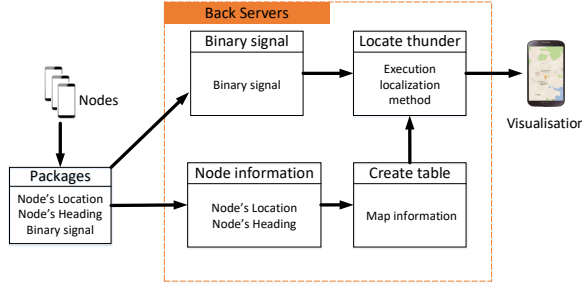 Back Servers
Binary signal
Binary signal
Locate thunder
Execution
localization
method
Nodes
Visualisation
Packages
Node's Location
Node's Heading
Binary signal
Node information
Node's Location
Node's Heading
Create table
Map information